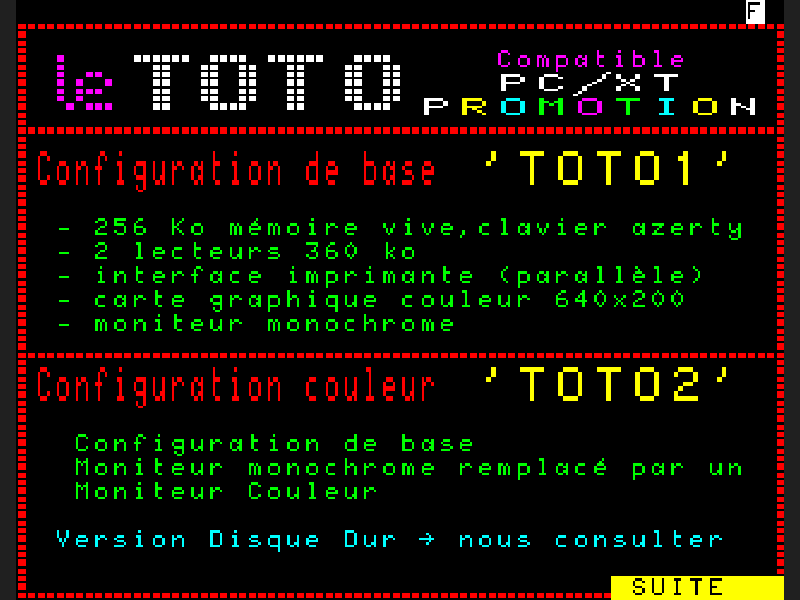 F
le TOTO
Compatible
PC/XT
PROMOTION
Configuration de base 'TOTO1'
- 256 Ko mémoire vive,clavier azerty
- 2 lecteurs 360 ko
- interface imprimante (parallèle)
- carte graphique couleur 640x200
- moniteur monochrome
Configuration couleur 'TOTO2'
Configuration de base
Moniteur monochrome remplacé par un
Moniteur Couleur
Version Disque Dur → nous consulter
SUITE